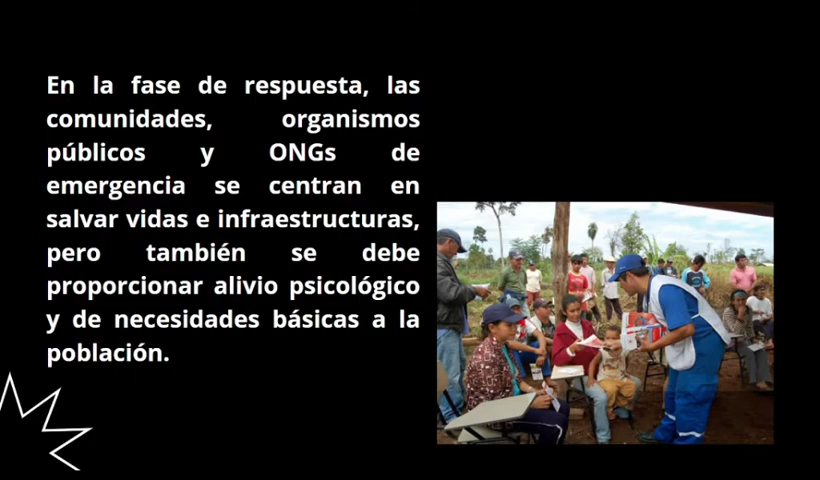 En la fase de respuesta, las
comunidades, organismos
públicos y ONGs de
emergencia se centran en
salvar vidas e infraestructuras,
pero también se debe
proporcionar alivio psicológico
y de necesidades básicas a la
población.